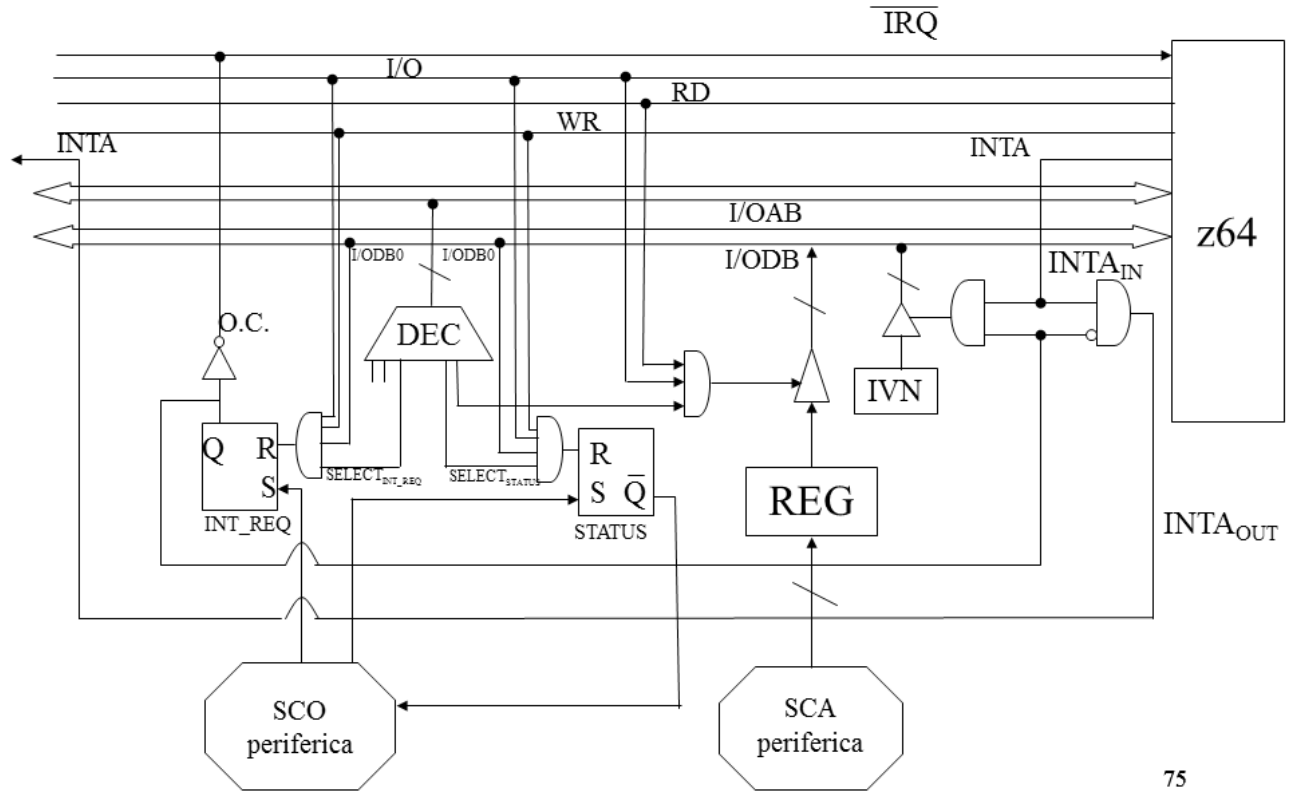 IRQ
I/O
RD
WR
INTA
INTA
I/OAB
z64
I/ODB0
I/ODB0
I/ODB
INTA_IN
O.C.
DEC
IVN
Q
R
S
SELECT_INT_REQ
SELECT_STATUS
R
S
Q
REG
INT_REQ
STATUS
INTA_OUT
SCO
periferica
SCA
periferica
75